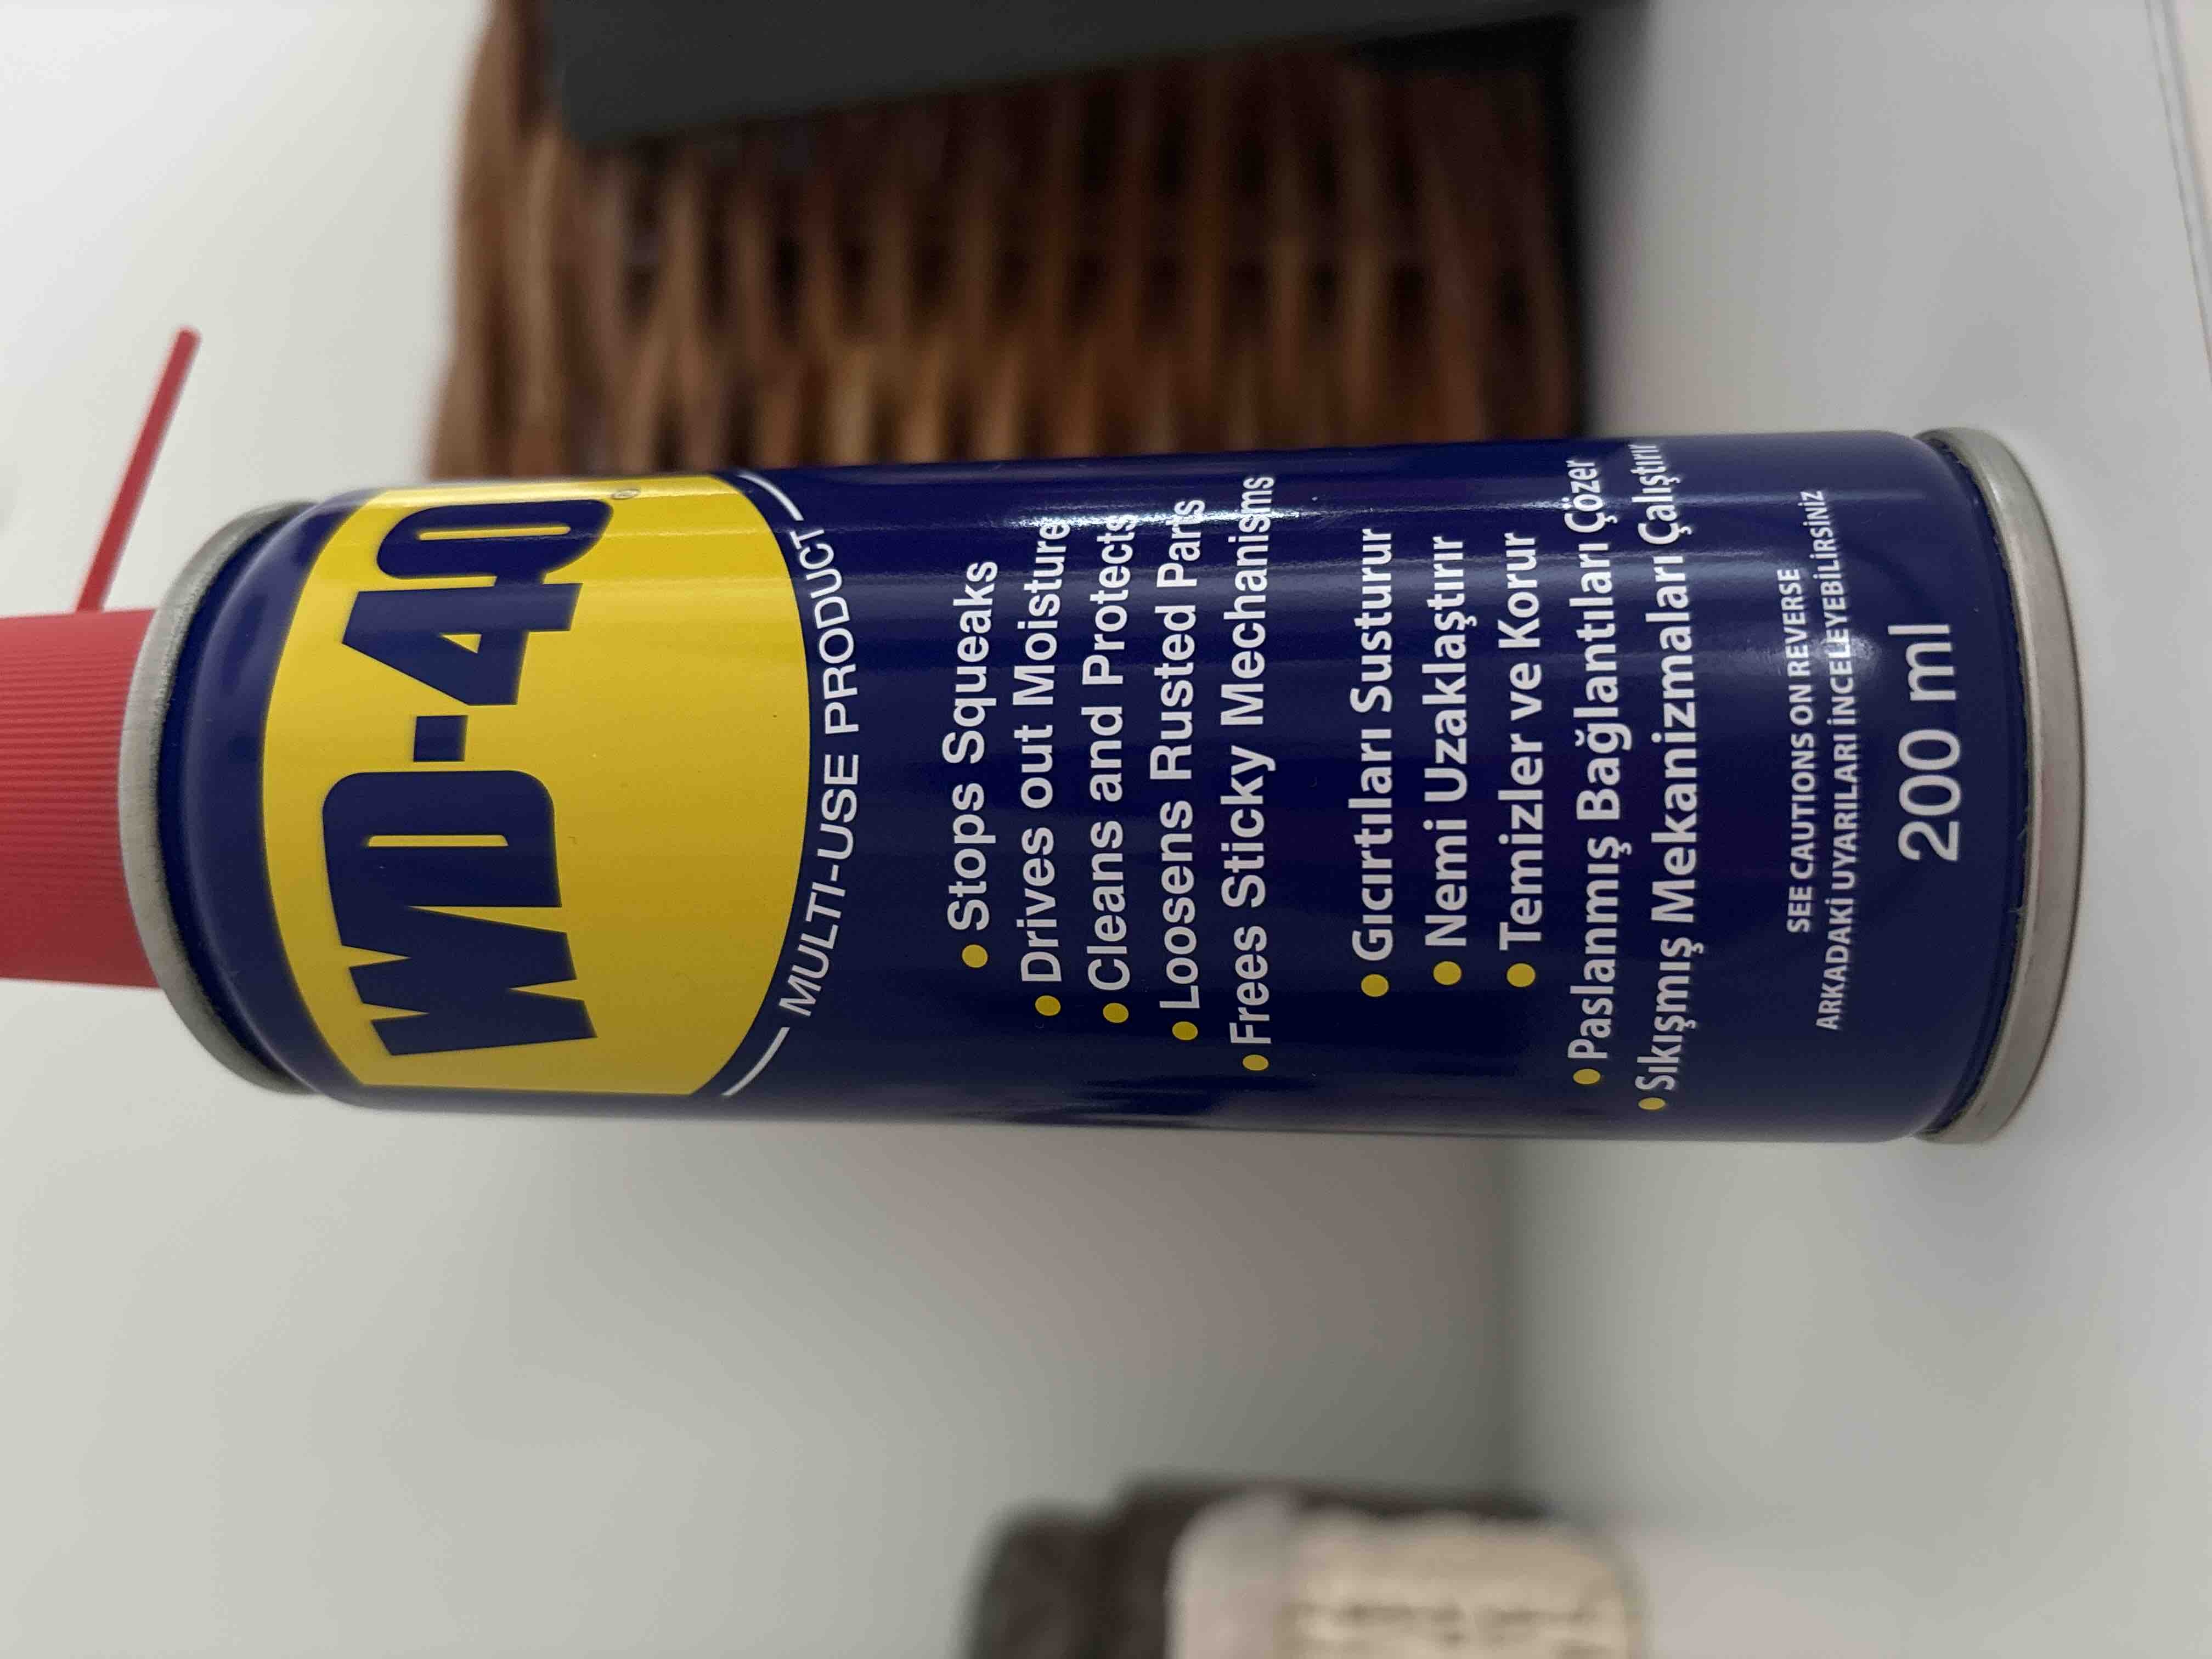 WD-40®
MULTI-USE PRODUCT
• Stops Squeaks
• Drives out Moisture
• Cleans and Protects
• Loosens Rusted Parts
• Frees Sticky Mechanisms
• Gıcırtıları Susturur
• Nemi Uzaklaştırır
• Temizler ve Korur
• Paslanmış Bağlantıları Çözer
• Sıkışmış Mekanizmaları Çalıştırır
SEE CAUTIONS ON REVERSE
ARKADAKİ UYARILARI İNCELEYEBİLİRSİNİZ
200 ml